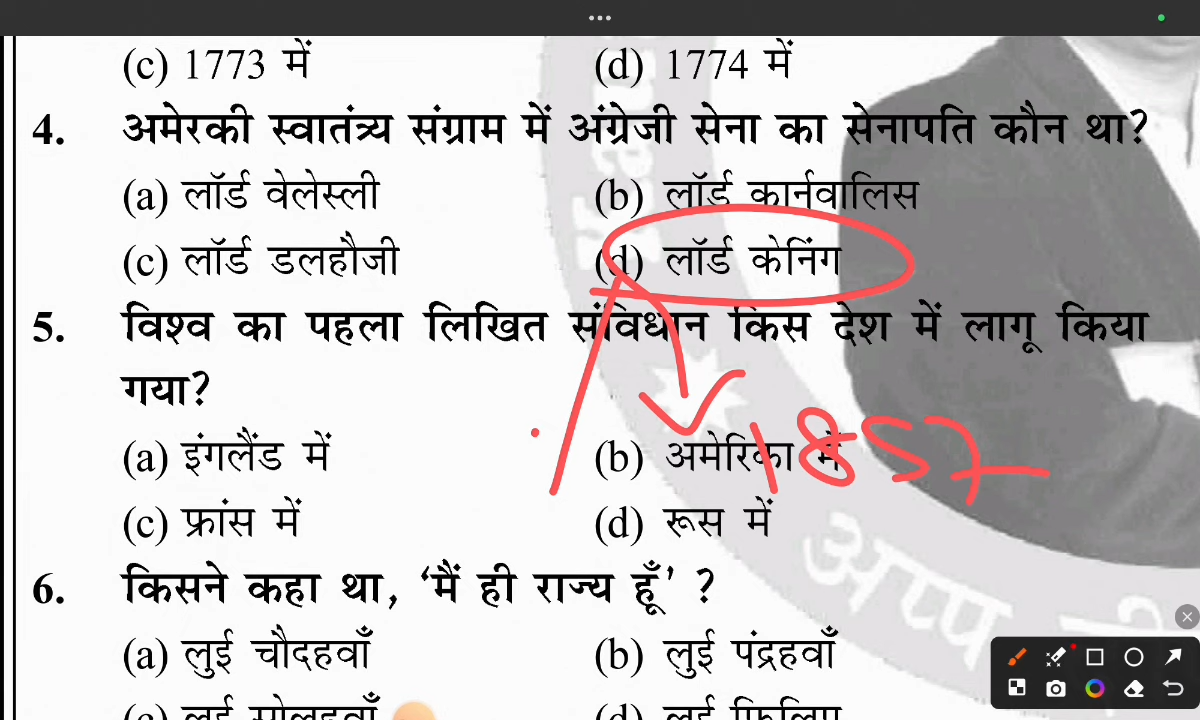 (c) 1773 में (d) 1774 में
4. अमेरकी स्वातंत्र्य संग्राम में अंग्रेजी सेना का सेनापति कौन था?
(a) लॉर्ड वेलेस्ली (b) लॉर्ड कार्नवालिस
(c) लॉर्ड डलहौजी (d) लॉर्ड केनिंग
5. विश्व का पहला लिखित संविधान किस देश में लागू किया
गया?
(a) इंगलैंड में (b) अमेरिका में
1857
(c) फ्रांस में (d) रूस में
6. किसने कहा था, ‘मैं ही राज्य हूँ’ ?
(a) लुई चौदहवाँ (b) लुई पंद्रहवाँ
(c) लुई सोलहवाँ (d) लुई फिलिप